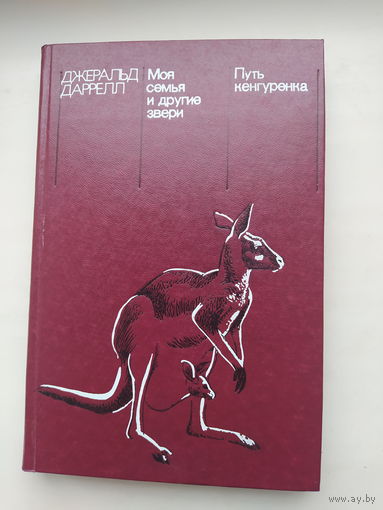 ДЖЕРАЛЬД
ДАРРЕЛЛ
Моя
семья
и другие
звери
Путь
кенгуренка
www.ay.by